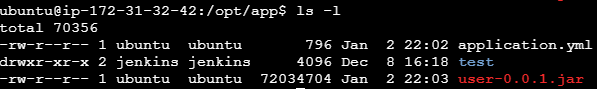 ubuntu@ip-172-31-32-42:/opt/app$ ls -l
total 70356
-rw-r--r-- 1 ubuntu  ubuntu       796 Jan  2 22:02 application.yml
drwxr-xr-x 2 jenkins jenkins     4096 Dec  8 16:18 test
-rw-r--r-- 1 ubuntu  ubuntu  72034704 Jan  2 22:03 user-0.0.1.jar